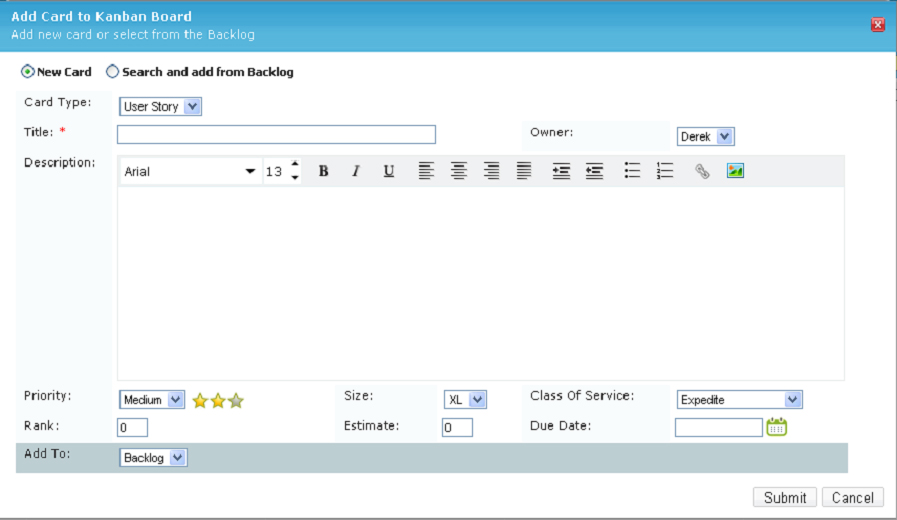 Add Card to Kanban Board
Add new card or select from the Backlog
New Card Search and add from Backlog
Card Type: User Story
Title: * Owner: Derek
Description: Arial 13 B I U
Priority: Medium Size: XL Class Of Service: Expedite
Rank: 0 Estimate: 0 Due Date:
Add To: Backlog
Submit Cancel